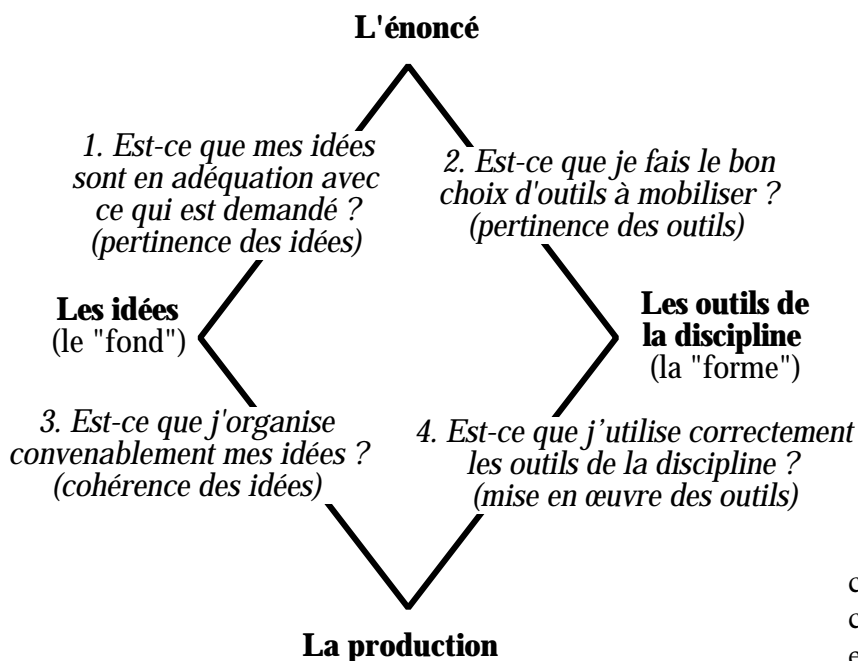 L'énoncé
1. Est-ce que mes idées
sont en adéquation avec
ce qui est demandé ?
(pertinence des idées)
2. Est-ce que je fais le bon
choix d'outils à mobiliser ?
(pertinence des outils)
Les idées
(le "fond")
Les outils de
la discipline
(la "forme")
3. Est-ce que j'organise
convenablement mes idées ?
(cohérence des idées)
4. Est-ce que j’utilise correctement
les outils de la discipline ?
(mise en œuvre des outils)
La production
c
c
e